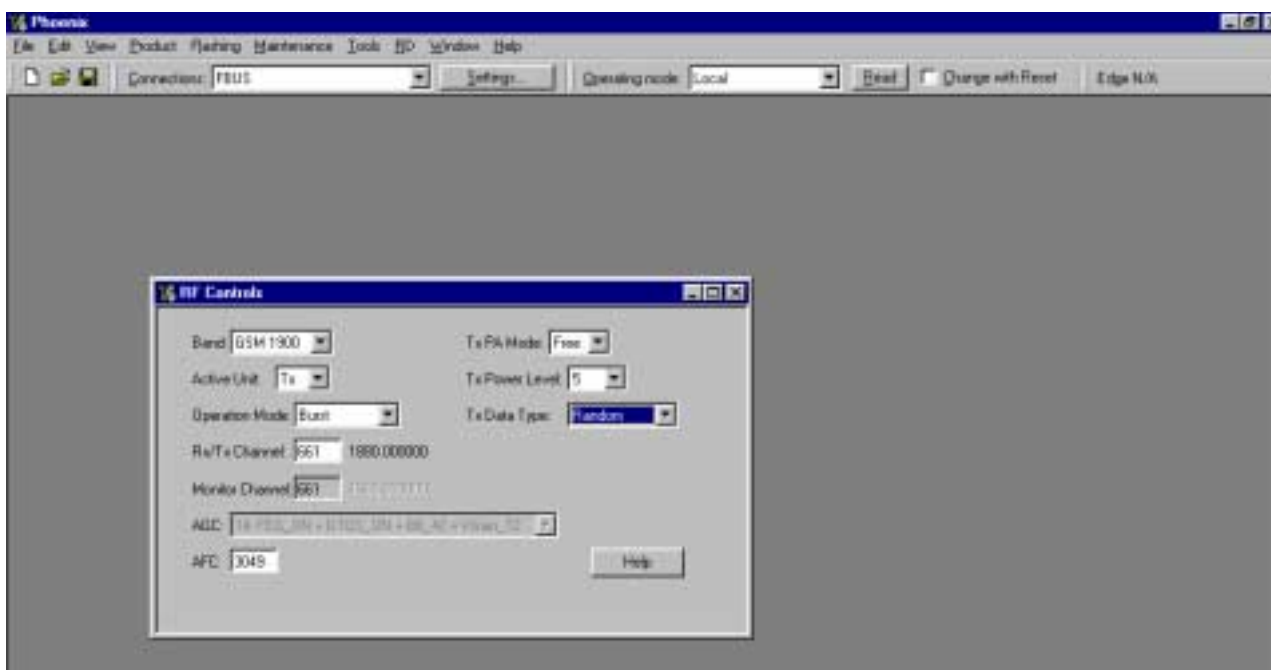 Phoenix
File Edit View Product Flashing Maintenance Tools RD Window Help
Connections: FBUS Settings... Operating mode: Local Reset Change with Reset Edge N/A
RF Controls
Band: GSM 1900 Tx PA Mode: Free
Active Unit: Tx Tx Power Level: 5
Operation Mode: Burst Tx Data Type: Random
Rx/Tx Channel: 661 1880.000000
Monitor Channel: 661
AGC:
AFC: 3049 Help